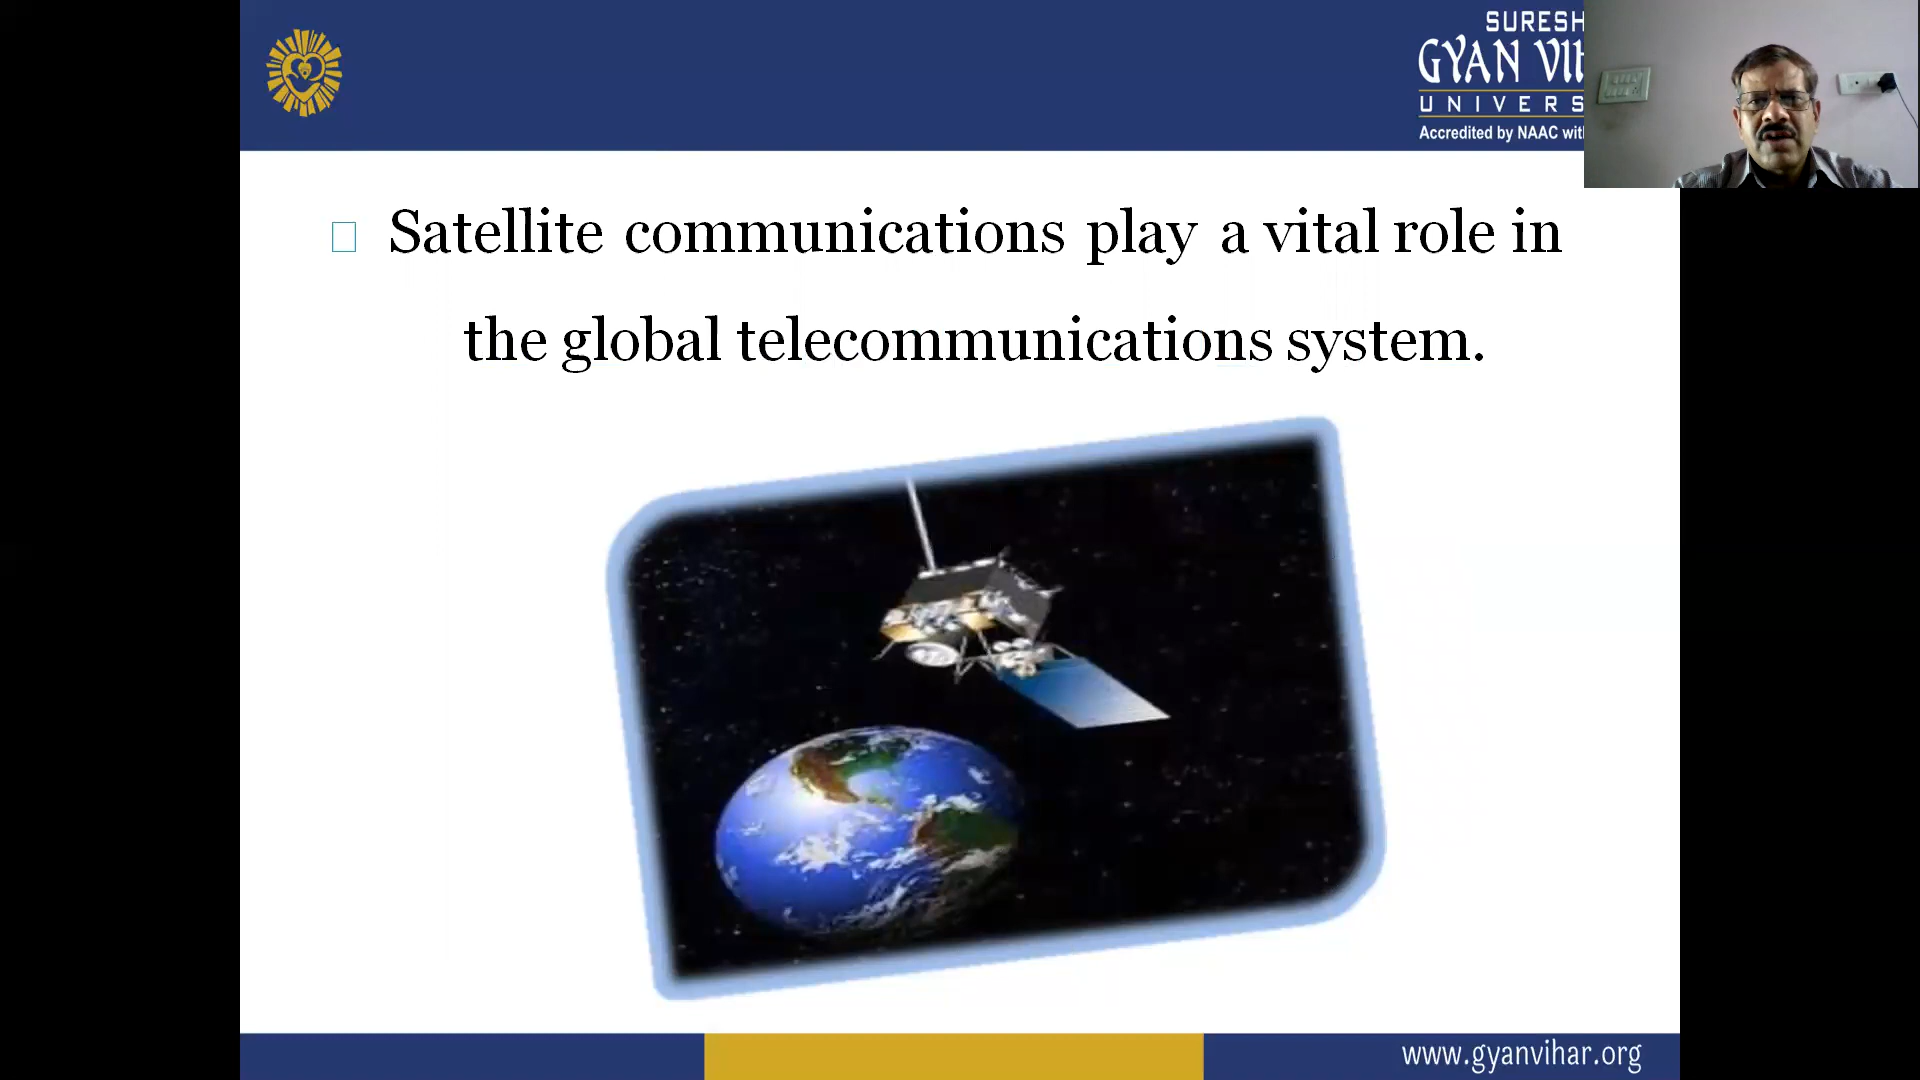 SURESH
GYAN VIH
UNIVERS
Accredited by NAAC wit
Satellite communications play a vital role in
the global telecommunications system.
www.gyanvihar.org